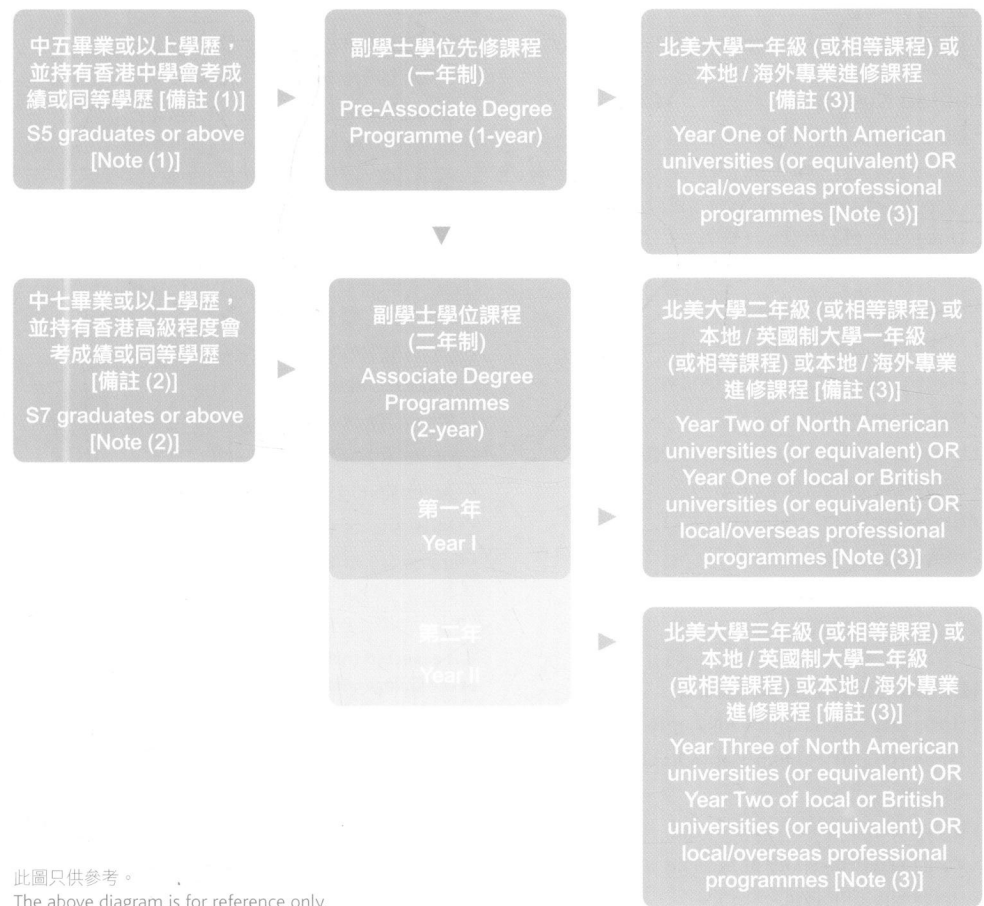 中五畢業或以上學歷，
並持有香港中學會考成
績或同等學歷 [備註 (1)]
S5 graduates or above
[Note (1)]
副學士學位先修課程
(一年制)
Pre-Associate Degree
Programme (1-year)
北美大學一年級 (或相等課程) 或
本地 / 海外專業進修課程
[備註 (3)]
Year One of North American
universities (or equivalent) OR
local/overseas professional
programmes [Note (3)]
中七畢業或以上學歷，
並持有香港高級程度會
考成績或同等學歷
[備註 (2)]
S7 graduates or above
[Note (2)]
副學士學位課程
(二年制)
Associate Degree
Programmes
(2-year)
第一年
Year I
第二年
Year II
北美大學二年級 (或相等課程) 或
本地 / 英國制大學一年級
(或相等課程) 或本地 / 海外專業
進修課程 [備註 (3)]
Year Two of North American
universities (or equivalent) OR
Year One of local or British
universities (or equivalent) OR
local/overseas professional
programmes [Note (3)]
北美大學三年級 (或相等課程) 或
本地 / 英國制大學二年級
(或相等課程) 或本地 / 海外專業
進修課程 [備註 (3)]
Year Three of North American
universities (or equivalent) OR
Year Two of local or British
universities (or equivalent) OR
local/overseas professional
programmes [Note (3)]
此圖只供參考。
The above diagram is for reference only